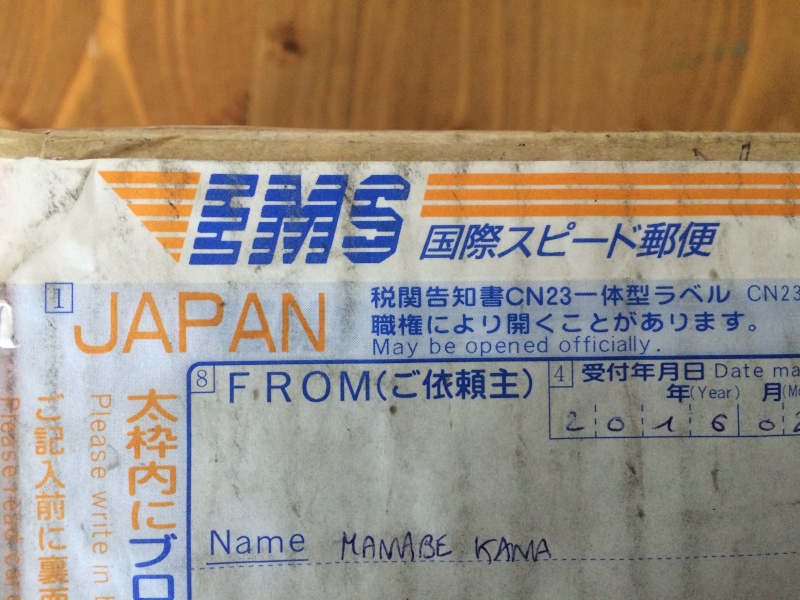 EMS 国際スピード郵便
1 JAPAN
税関告知書CN23一体型ラベル CN23
職権により開くことがあります。
May be opened officially.
8 FROM(ご依頼主)
4 受付年月日 Date ma
年(Year) 月(Mo
2 0 1 6 0 2
Name MANABE KANA
太枠内にブロ
Please write in b
ご記入前に裏面
Please read care